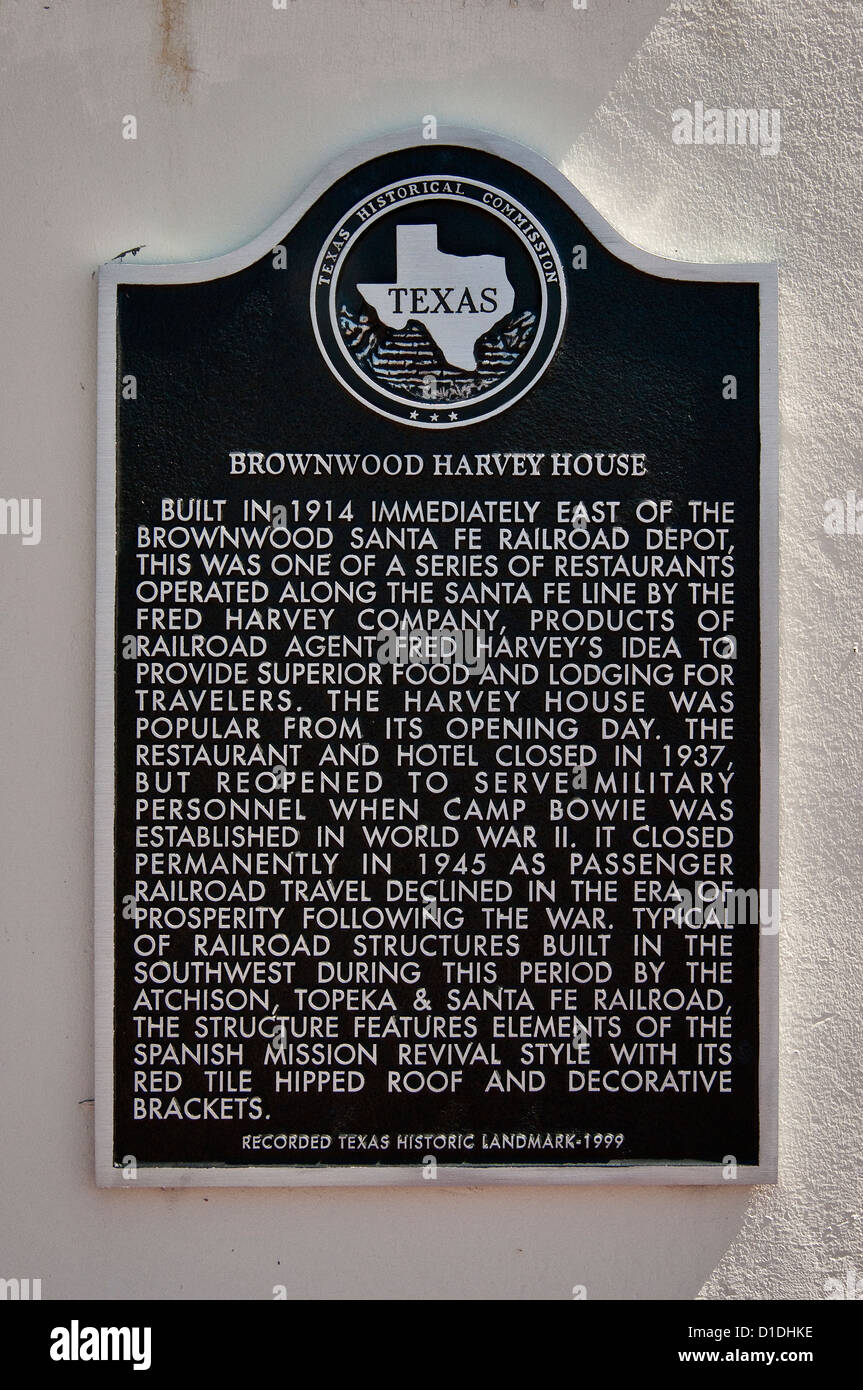 TEXAS HISTORICAL COMMISSION
TEXAS
BROWNWOOD HARVEY HOUSE
BUILT IN 1914 IMMEDIATELY EAST OF THE
BROWNWOOD SANTA FE RAILROAD DEPOT,
THIS WAS ONE OF A SERIES OF RESTAURANTS
OPERATED ALONG THE SANTA FE LINE BY THE
FRED HARVEY COMPANY, PRODUCTS OF
RAILROAD AGENT FRED HARVEY'S IDEA TO
PROVIDE SUPERIOR FOOD AND LODGING FOR
TRAVELERS. THE HARVEY HOUSE WAS
POPULAR FROM ITS OPENING DAY. THE
RESTAURANT AND HOTEL CLOSED IN 1937,
BUT REOPENED TO SERVE MILITARY
PERSONNEL WHEN CAMP BOWIE WAS
ESTABLISHED IN WORLD WAR II. IT CLOSED
PERMANENTLY IN 1945 AS PASSENGER
RAILROAD TRAVEL DECLINED IN THE ERA OF
PROSPERITY FOLLOWING THE WAR. TYPICAL
OF RAILROAD STRUCTURES BUILT IN THE
SOUTHWEST DURING THIS PERIOD BY THE
ATCHISON, TOPEKA & SANTA FE RAILROAD,
THE STRUCTURE FEATURES ELEMENTS OF THE
SPANISH MISSION REVIVAL STYLE WITH ITS
RED TILE HIPPED ROOF AND DECORATIVE
BRACKETS.
RECORDED TEXAS HISTORIC LANDMARK-1999
alamy
alamy
alamy
a
a
a
a
alamy
Image ID: D1DHKE
www.alamy.com